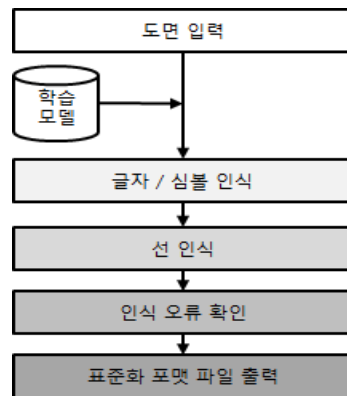 도면 입력
학습
모델
글자 / 심볼 인식
선 인식
인식 오류 확인
표준화 포맷 파일 출력